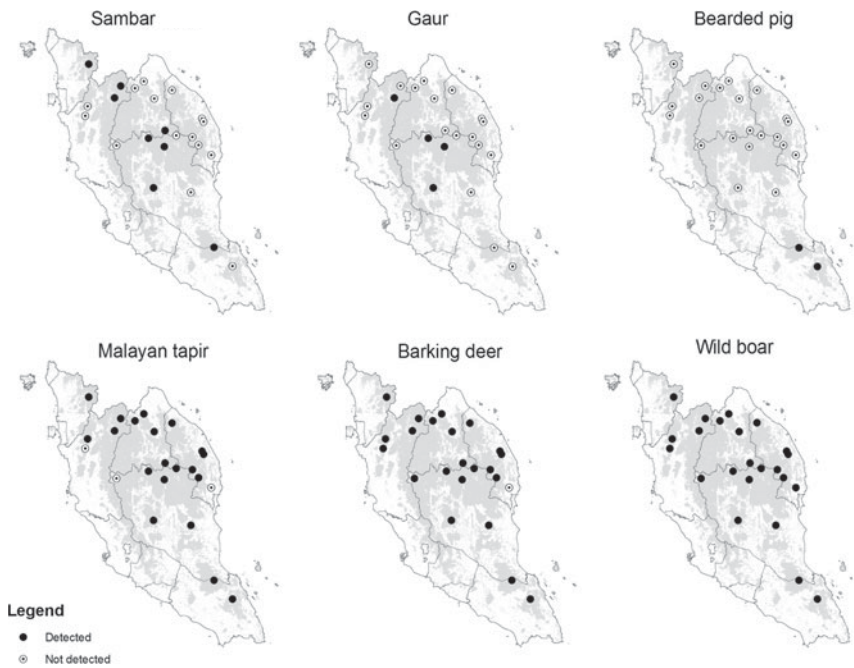 Sambar
Gaur
Bearded pig
Malayan tapir
Barking deer
Wild boar
Legend
Detected
Not detected